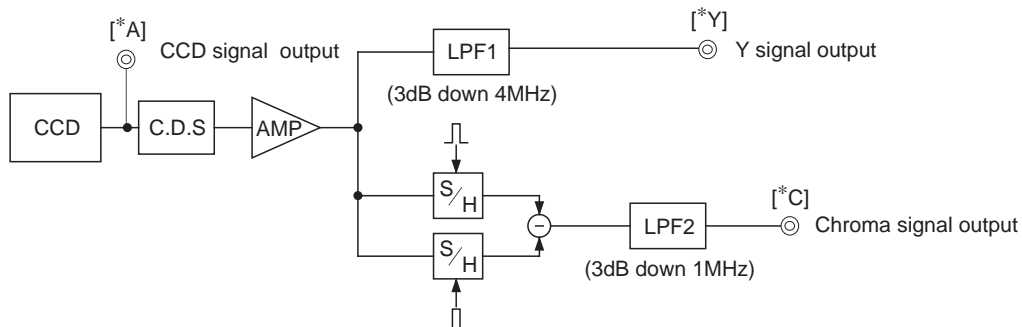 [*A]
CCD signal output
[*Y]
Y signal output
LPF1
(3dB down 4MHz)
CCD
C.D.S
AMP
S/H
[*C]
Chroma signal output
LPF2
(3dB down 1MHz)
S/H